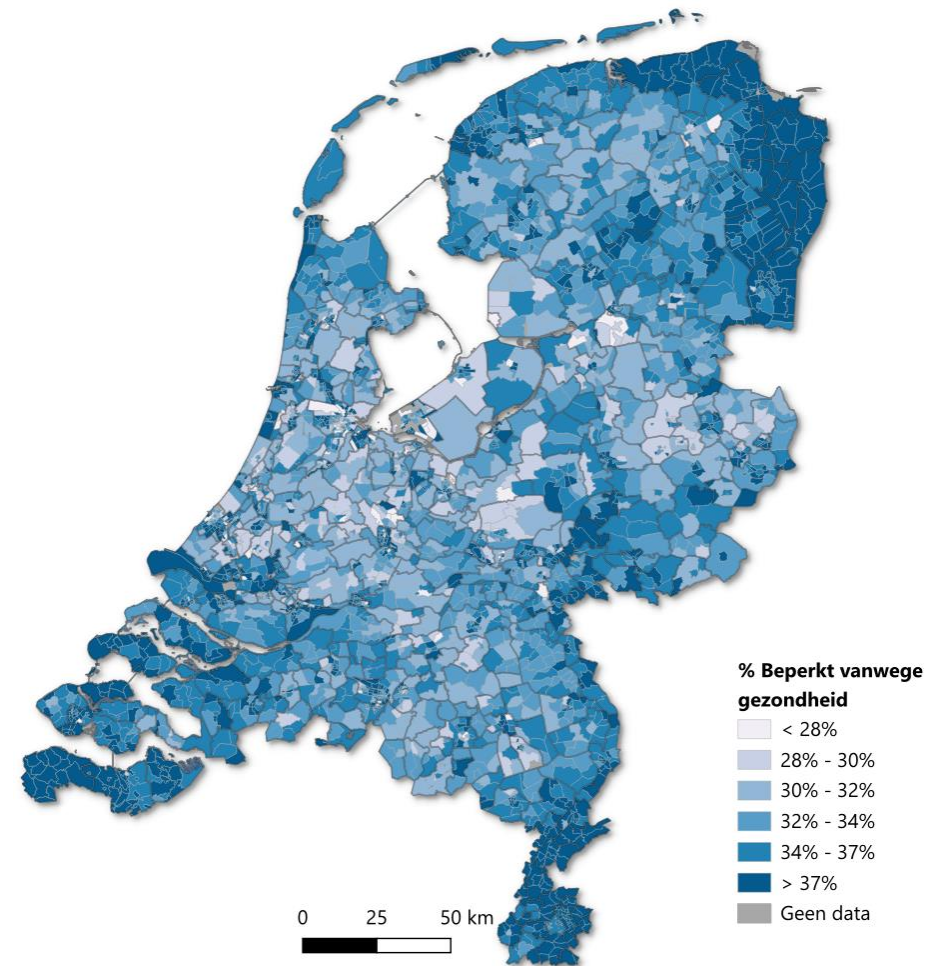 % Beperkt vanwege
gezondheid
< 28%
28% - 30%
30% - 32%
32% - 34%
34% - 37%
> 37%
Geen data
0 25 50 km